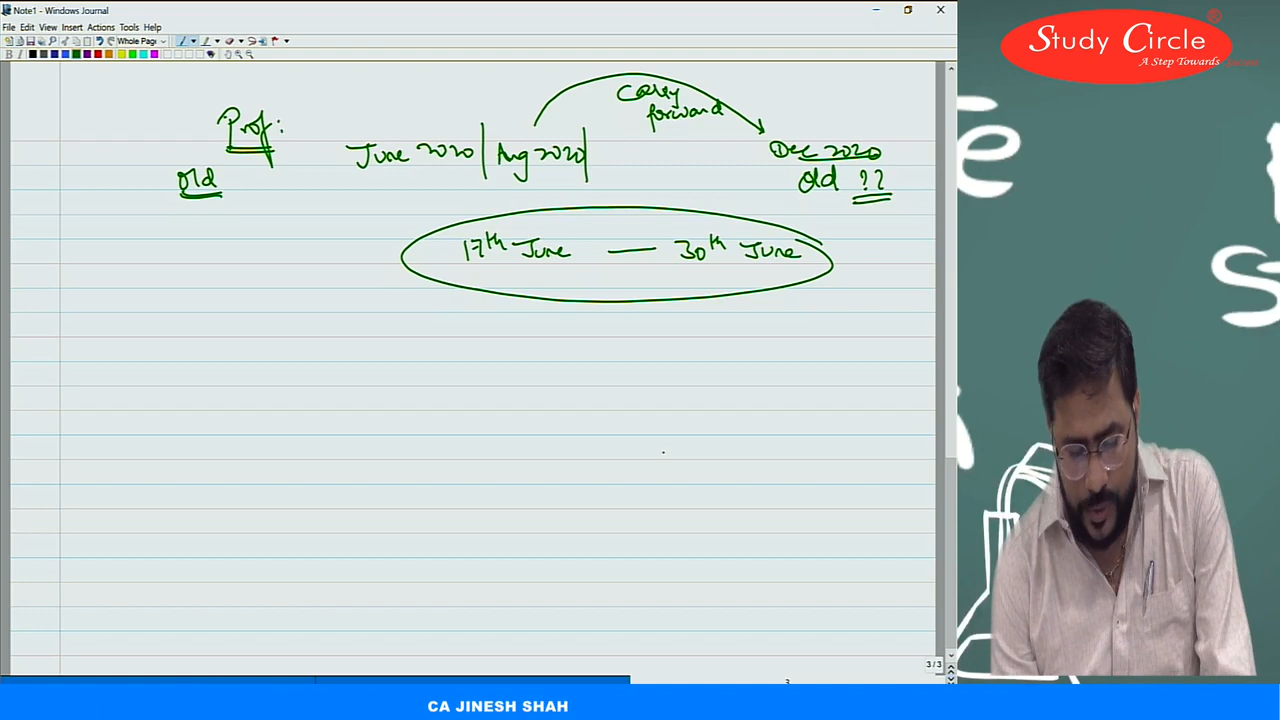 Note1 - Windows Journal
File Edit View Insert Actions Tools Help
Whole Page
Study Circle
®
A Step Towards
Carry
forward
Prof:
June 2020 | Aug 2020 |
Dec 2020
old
old ??
17th June — 30th June
3/3
3
CA JINESH SHAH